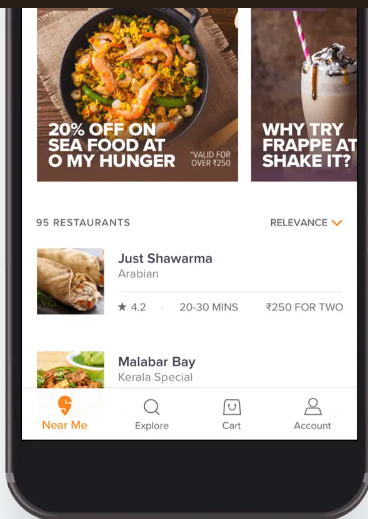 20% OFF ON
SEA FOOD AT
O MY HUNGER
*VALID FOR
OVER ₹250
WHY TRY
FRAPPE AT
SHAKE IT?
95 RESTAURANTS
RELEVANCE
Just Shawarma
Arabian
★ 4.2 · 20-30 MINS ₹250 FOR TWO
Malabar Bay
Kerala Special
Near Me
Explore
Cart
Account